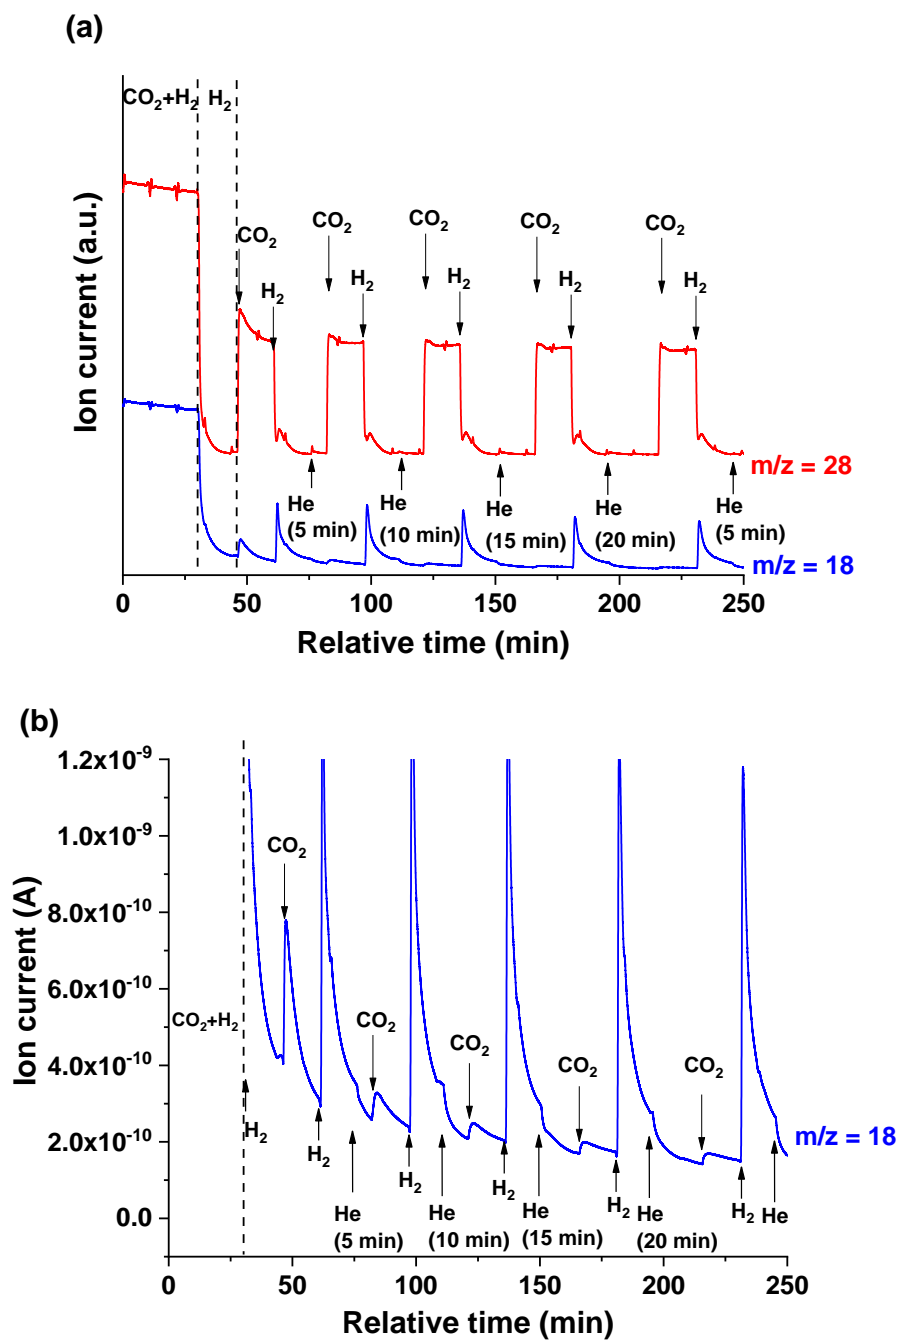 (a)
CO₂+H₂ H₂
CO₂ CO₂ CO₂ CO₂ CO₂
H₂ H₂ H₂ H₂ H₂
Ion current (a.u.)
m/z = 28
He He He He He
(5 min) (10 min) (15 min) (20 min) (5 min)
m/z = 18
0 50 100 150 200 250
Relative time (min)
(b)
1.2x10⁻⁹
1.0x10⁻⁹
8.0x10⁻¹⁰
6.0x10⁻¹⁰
4.0x10⁻¹⁰
2.0x10⁻¹⁰
0.0
Ion current (A)
CO₂+H₂
CO₂ CO₂ CO₂ CO₂ CO₂
m/z = 18
H₂ H₂ H₂ H₂ H₂ H₂
He He He He He
(5 min) (10 min) (15 min) (20 min)
0 50 100 150 200 250
Relative time (min)